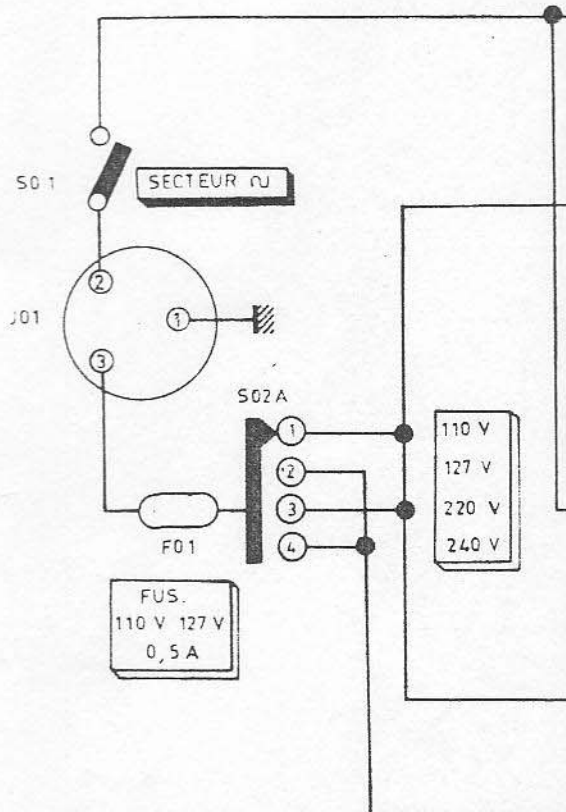 S01
SECTEUR ∿
2
J01
1
3
S02A
1
2
3
4
110 V
127 V
220 V
240 V
F01
FUS.
110 V 127 V
0,5 A